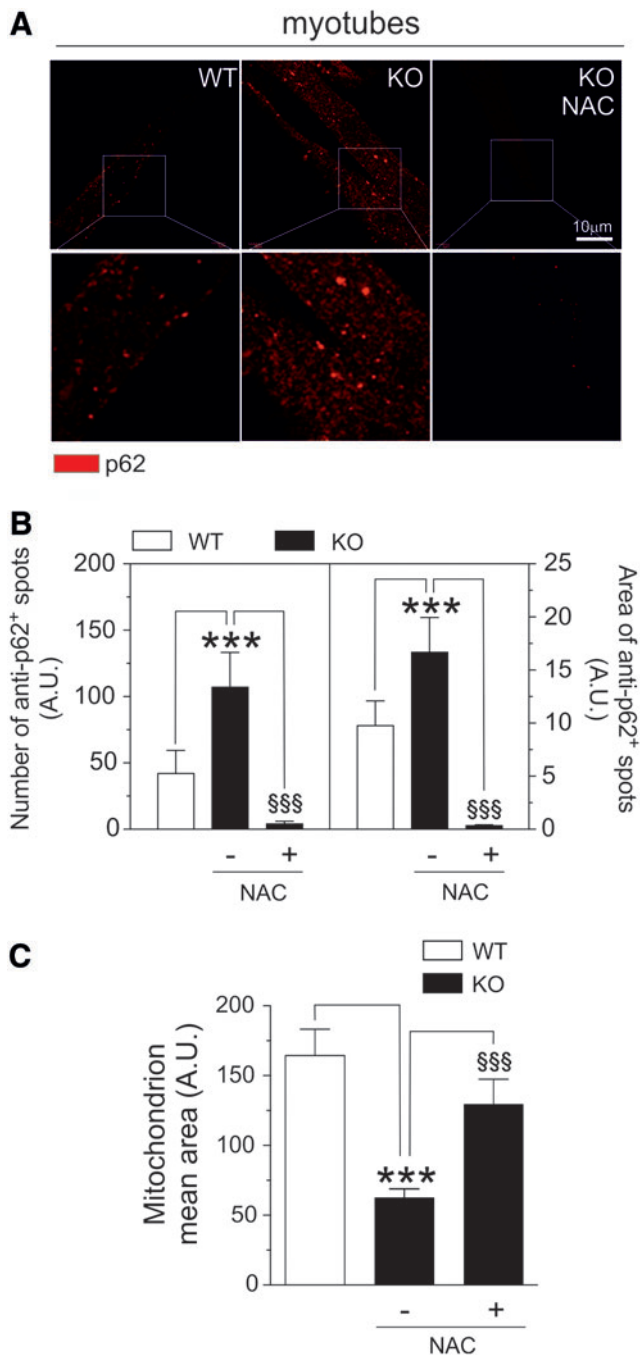 A
myotubes
WT
KO
KO
NAC
10µm
p62
B
WT
KO
Number of anti-p62⁺ spots
(A.U.)
200
150
100
50
0
***
§§§
***
§§§
25
20
15
10
5
0
Area of anti-p62⁺
spots
(A.U.)
- +
NAC
- +
NAC
C
WT
KO
Mitochondrion
mean area (A.U.)
200
150
100
50
0
***
§§§
- +
NAC